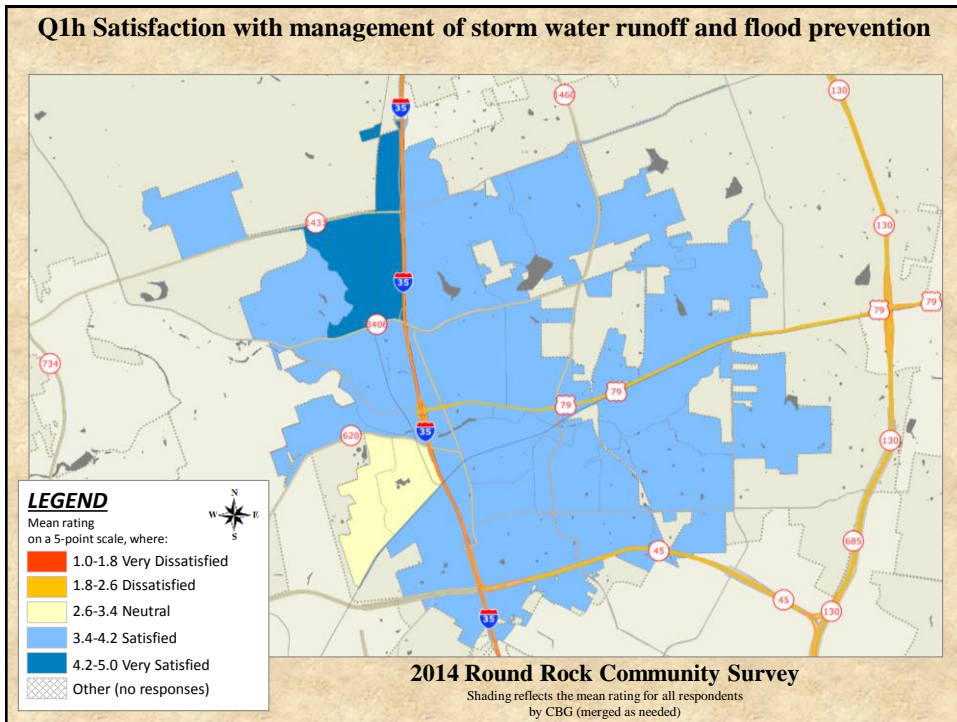 Q1h Satisfaction with management of storm water runoff and flood prevention
35
1460
130
1431
130
35
79
79
3406
734
79
79
620
35
130
LEGEND
N
W E
S
Mean rating
on a 5-point scale, where:
1.0-1.8 Very Dissatisfied
1.8-2.6 Dissatisfied
2.6-3.4 Neutral
3.4-4.2 Satisfied
4.2-5.0 Very Satisfied
Other (no responses)
45
685
45
130
35
2014 Round Rock Community Survey
Shading reflects the mean rating for all respondents
by CBG (merged as needed)